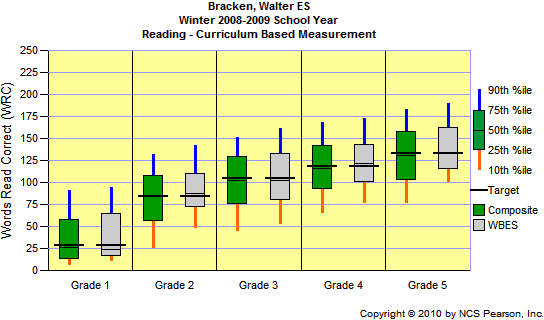 Bracken, Walter ES
Winter 2008-2009 School Year
Reading - Curriculum Based Measurement
Words Read Correct (WRC)
250
225
200
175
150
125
100
75
50
25
0
Grade 1
Grade 2
Grade 3
Grade 4
Grade 5
90th %ile
75th %ile
50th %ile
25th %ile
10th %ile
Target
Composite
WBES
Copyright © 2010 by NCS Pearson, Inc.